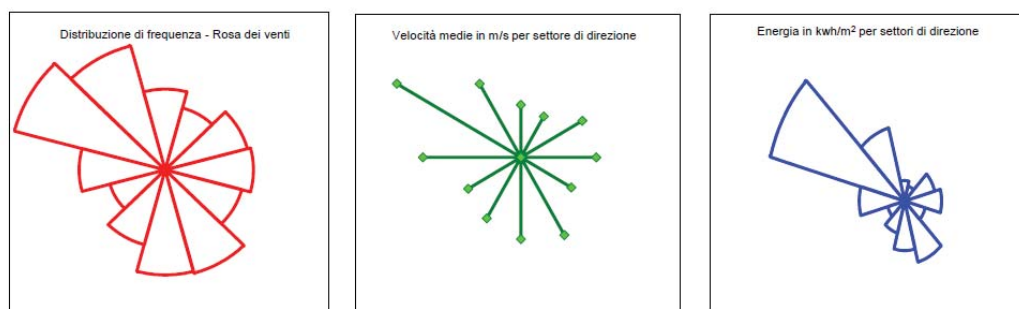 Distribuzione di frequenza - Rosa dei venti
Velocità medie in m/s per settore di direzione
Energia in kwh/m² per settori di direzione